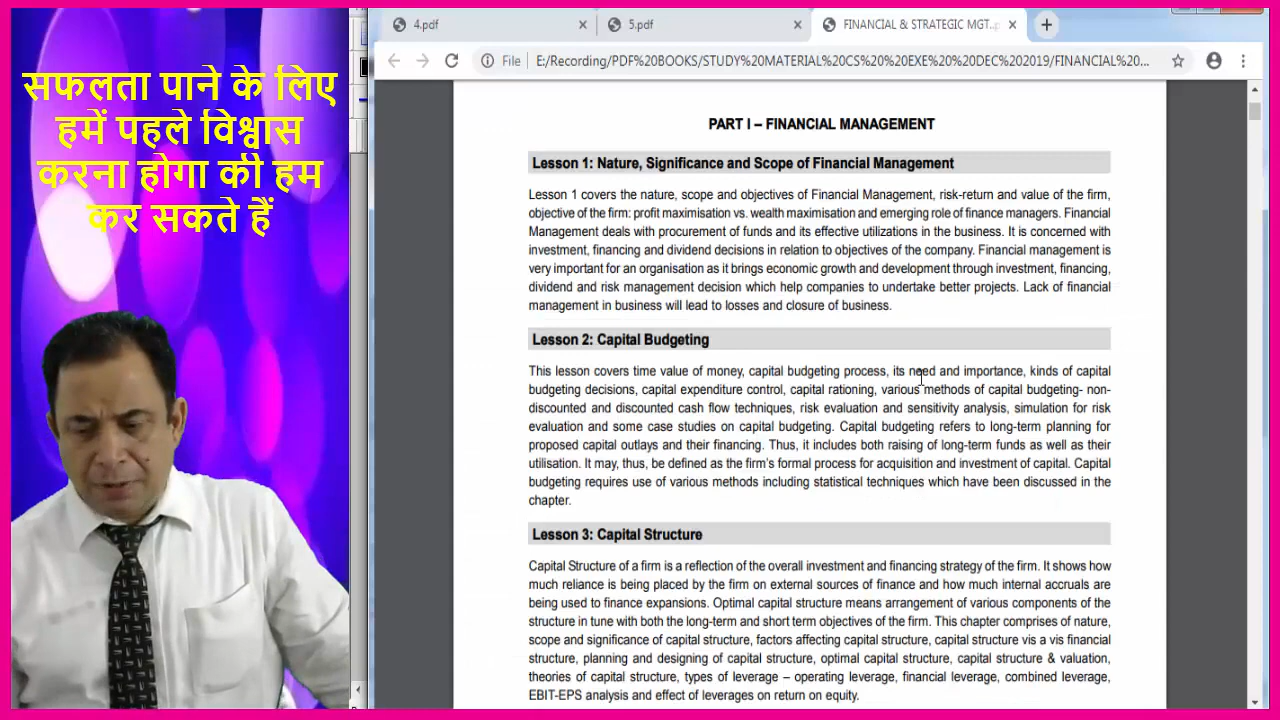 सफलता पाने के लिए
हमें पहले विश्वास
करना होगा की हम
कर सकते हैं
4.pdf
5.pdf
FINANCIAL & STRATEGIC MGT..p
File E:/Recording/PDF%20BOOKS/STUDY%20MATERIAL%20CS%20%20EXE%20%20DEC%202019/FINANCIAL%20...
PART I – FINANCIAL MANAGEMENT
Lesson 1: Nature, Significance and Scope of Financial Management
Lesson 1 covers the nature, scope and objectives of Financial Management, risk-return and value of the firm,
objective of the firm: profit maximisation vs. wealth maximisation and emerging role of finance managers. Financial
Management deals with procurement of funds and its effective utilizations in the business. It is concerned with
investment, financing and dividend decisions in relation to objectives of the company. Financial management is
very important for an organisation as it brings economic growth and development through investment, financing,
dividend and risk management decision which help companies to undertake better projects. Lack of financial
management in business will lead to losses and closure of business.
Lesson 2: Capital Budgeting
This lesson covers time value of money, capital budgeting process, its need and importance, kinds of capital
budgeting decisions, capital expenditure control, capital rationing, various methods of capital budgeting- non-
discounted and discounted cash flow techniques, risk evaluation and sensitivity analysis, simulation for risk
evaluation and some case studies on capital budgeting. Capital budgeting refers to long-term planning for
proposed capital outlays and their financing. Thus, it includes both raising of long-term funds as well as their
utilisation. It may, thus, be defined as the firm's formal process for acquisition and investment of capital. Capital
budgeting requires use of various methods including statistical techniques which have been discussed in the
chapter.
Lesson 3: Capital Structure
Capital Structure of a firm is a reflection of the overall investment and financing strategy of the firm. It shows how
much reliance is being placed by the firm on external sources of finance and how much internal accruals are
being used to finance expansions. Optimal capital structure means arrangement of various components of the
structure in tune with both the long-term and short term objectives of the firm. This chapter comprises of nature,
scope and significance of capital structure, factors affecting capital structure, capital structure vis a vis financial
structure, planning and designing of capital structure, optimal capital structure, capital structure & valuation,
theories of capital structure, types of leverage – operating leverage, financial leverage, combined leverage,
EBIT-EPS analysis and effect of leverages on return on equity.